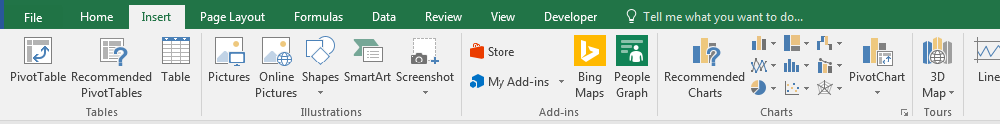 File Home Insert Page Layout Formulas Data Review View Developer Tell me what you want to do...
PivotTable
Recommended
PivotTables
Table
Tables
Pictures
Online
Pictures
Shapes
SmartArt
Screenshot
Illustrations
Store
My Add-ins
Bing
Maps
People
Graph
Add-ins
Recommended
Charts
PivotChart
Charts
3D
Map
Tours
Line